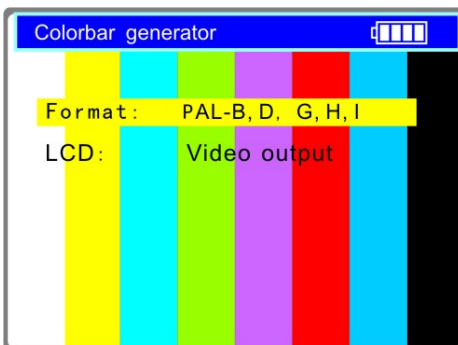 Colorbar generator
Format: PAL-B, D, G, H, I
LCD: Video output